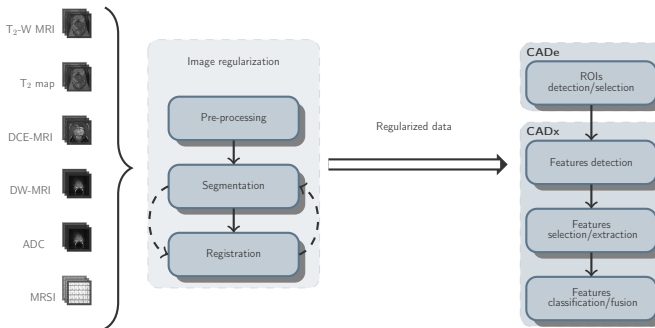 T₂-W MRI
T₂ map
DCE-MRI
DW-MRI
ADC
MRSI
Image regularization
Pre-processing
Segmentation
Registration
Regularized data
CADe
ROIs
detection/selection
CADx
Features detection
Features
selection/extraction
Features
classification/fusion